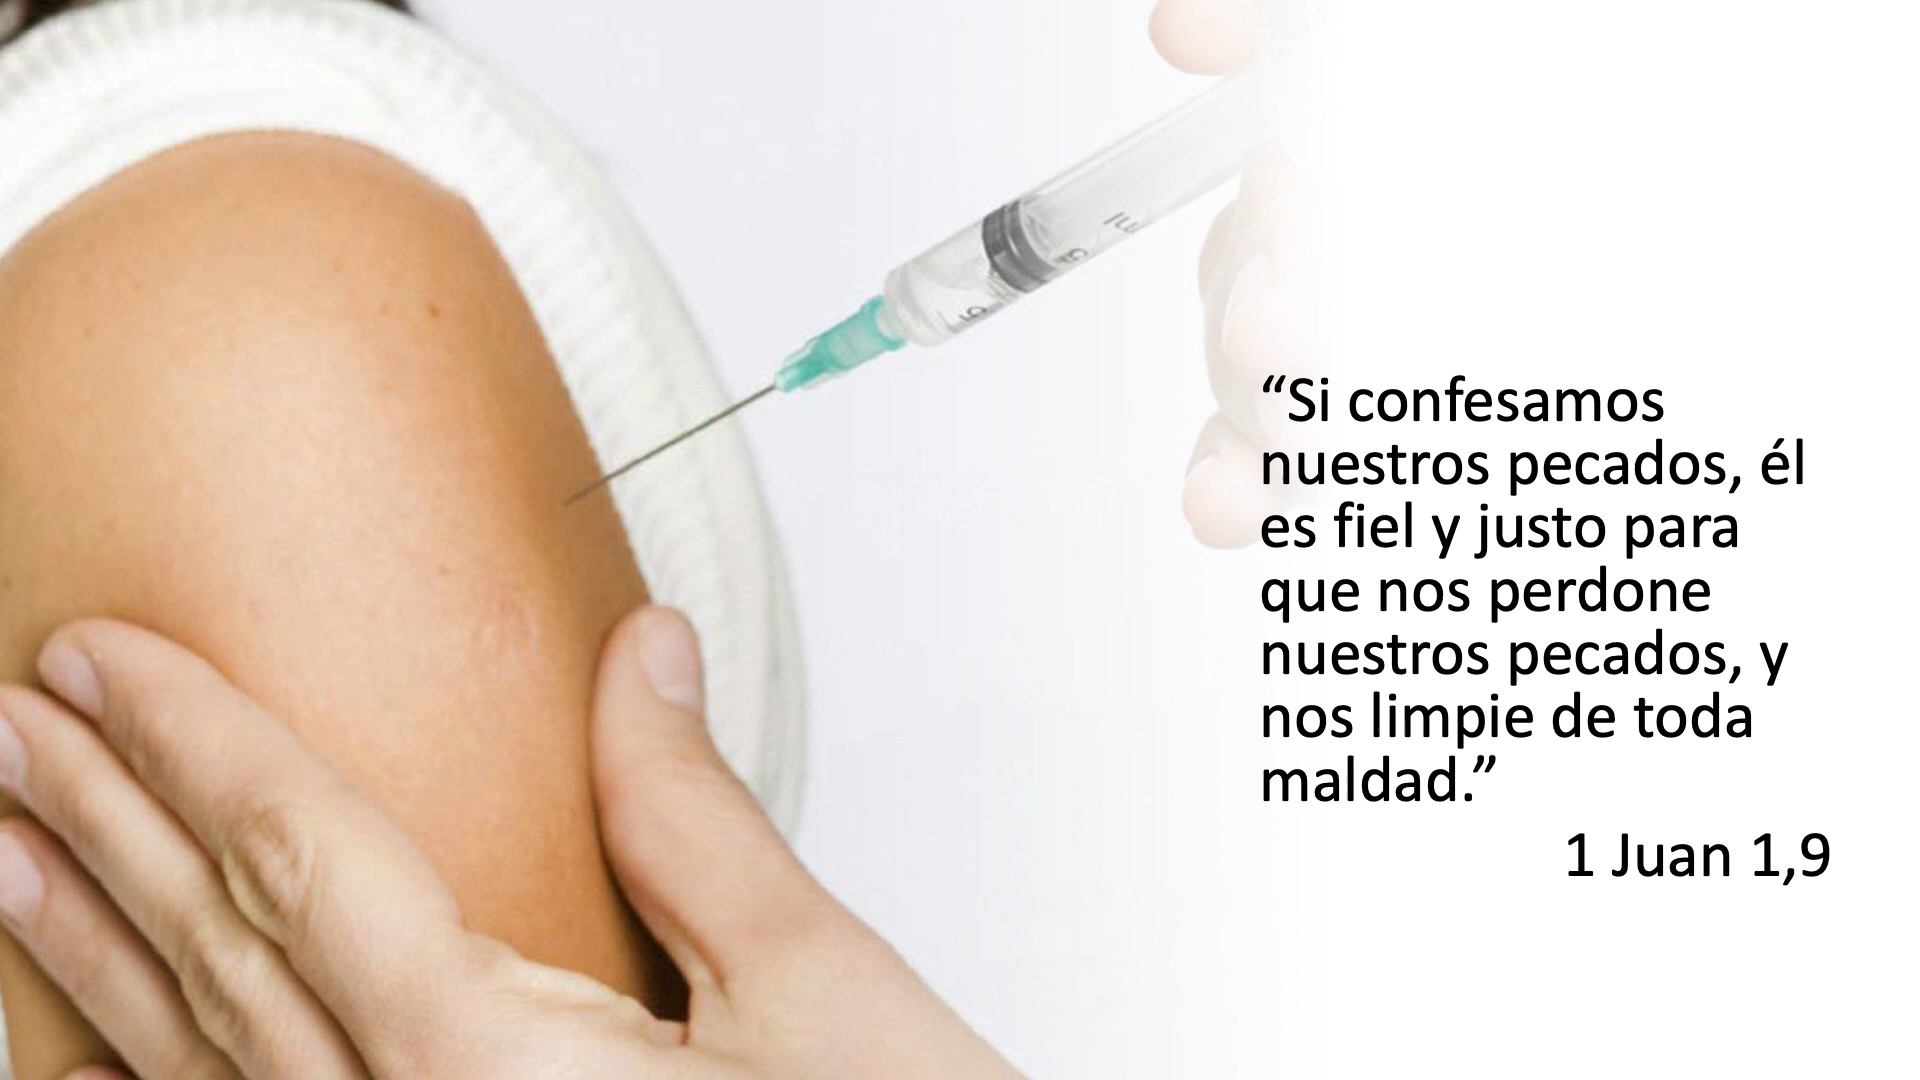 “Si confesamos
nuestros pecados, él
es fiel y justo para
que nos perdone
nuestros pecados, y
nos limpie de toda
maldad.”
1 Juan 1,9